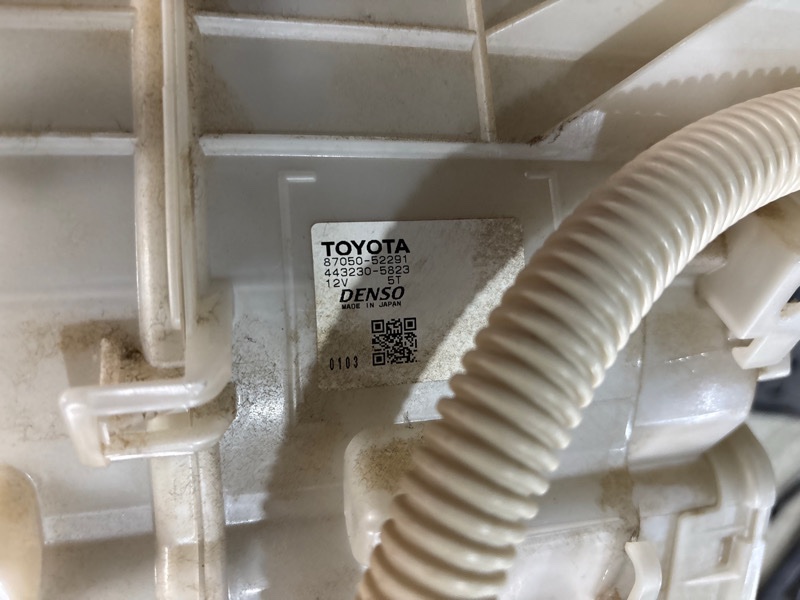 TOYOTA
87050-52291
443230-5823
12V 5T
DENSO
MADE IN JAPAN
0103